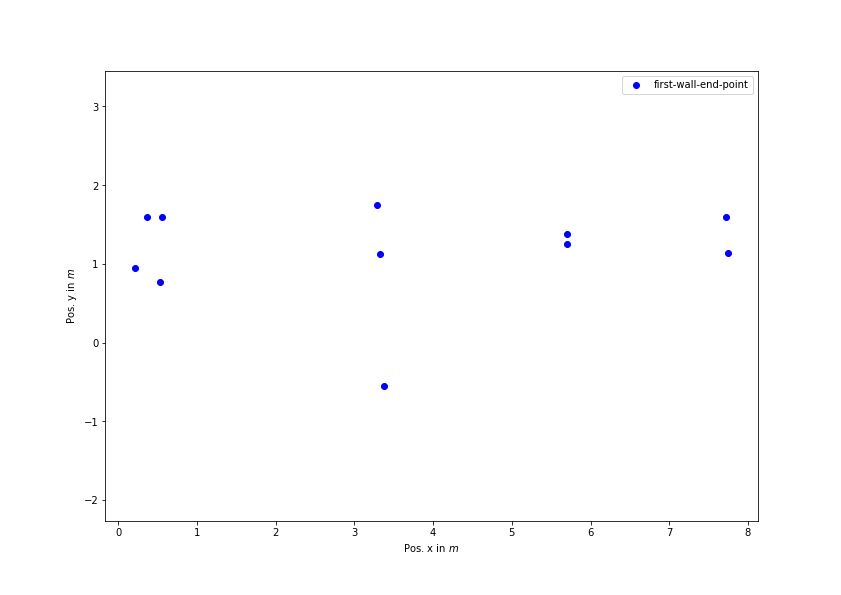 first-wall-end-point
3
2
1
0
−1
−2
Pos. y in m
0 1 2 3 4 5 6 7 8
Pos. x in m